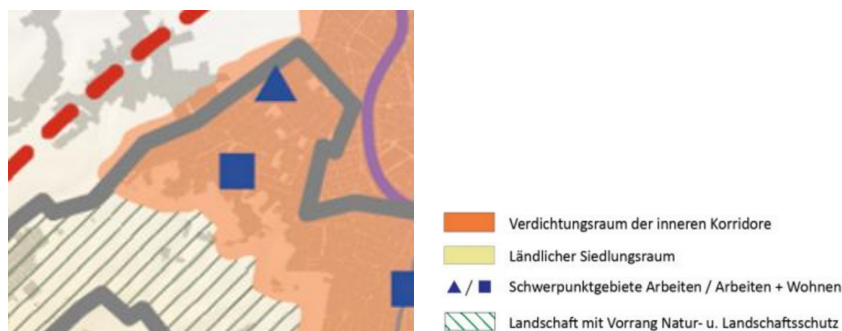 Verdichtungsraum der inneren Korridore
Ländlicher Siedlungsraum
/ Schwerpunktgebiete Arbeiten / Arbeiten + Wohnen
Landschaft mit Vorrang Natur- u. Landschaftsschutz